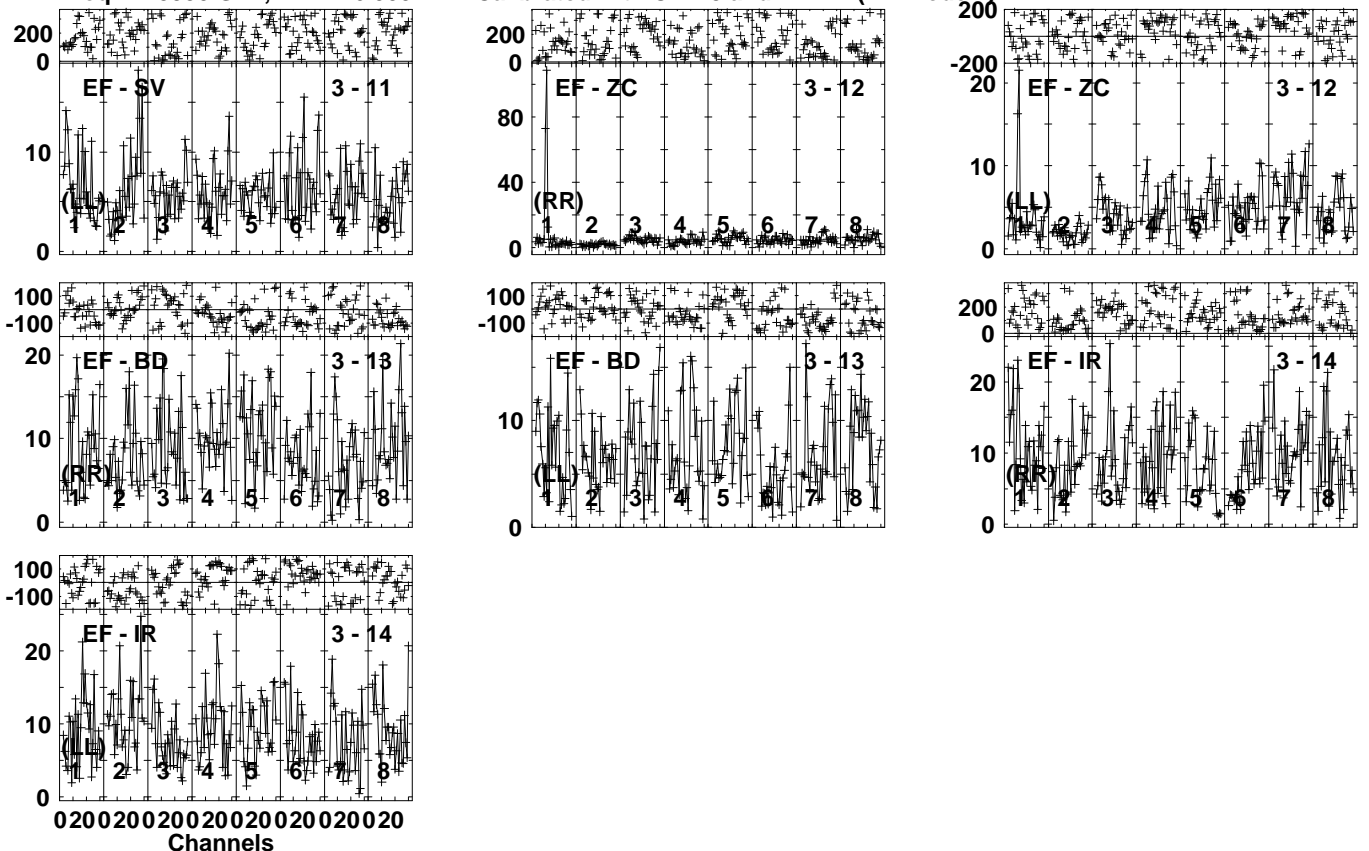 200
0
EF - SV 3 - 11
10
(LL)
1 2 3 4 5 6 7 8
0
200
0
EF - ZC 3 - 12
80
40
(RR)
1 2 3 4 5 6 7 8
0
200
-200
20
EF - ZC 3 - 12
10
(LL)
1 2 3 4 5 6 7 8
0
100
-100
20
EF - BD 3 - 13
10
(RR)
1 2 3 4 5 6 7 8
0
100
-100
EF - BD 3 - 13
10
(LL)
1 2 3 4 5 6 7 8
0
200
0
EF - IR 3 - 14
20
10
(RR)
1 2 3 4 5 6 7 8
0
100
-100
EF - IR 3 - 14
20
10
(LL)
1 2 3 4 5 6 7 8
0
0 20 0 20 0 20 0 20 0 20 0 20 0 20 0 20
Channels